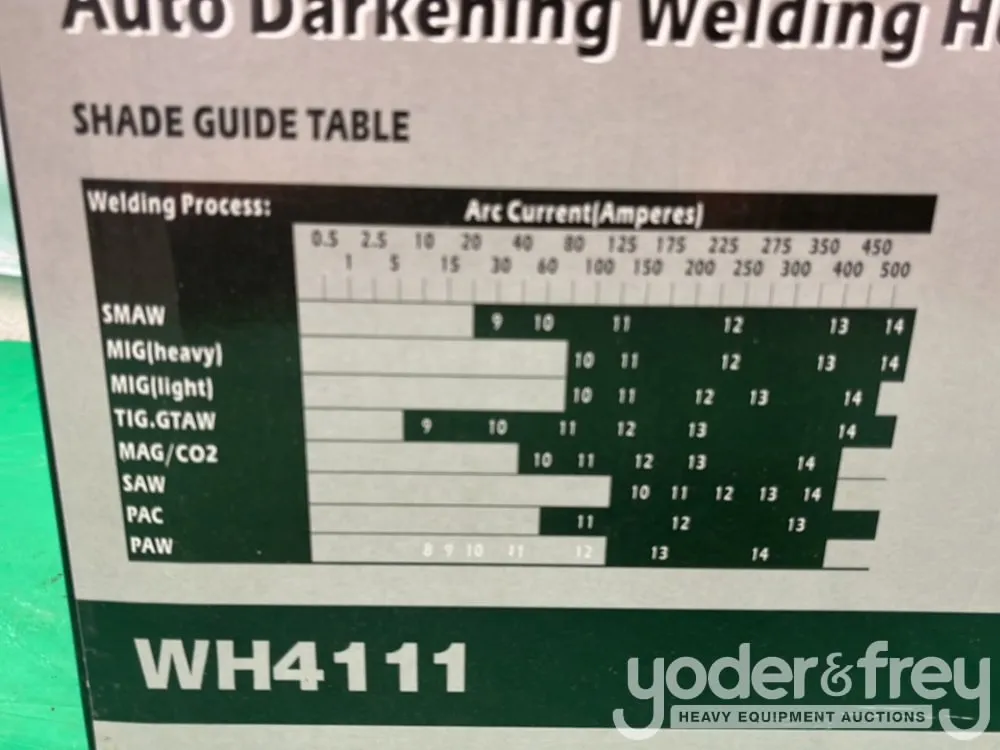 Auto Darkening Welding
SHADE GUIDE TABLE
Welding Process: Arc Current(Amperes)
0.5 2.5 10 20 40 80 125 175 225 275 350 450
1 5 15 30 60 100 150 200 250 300 400 500
SMAW 9 10 11 12 13 14
MIG(heavy) 10 11 12 13 14
MIG(light) 10 11 12 13 14
TIG.GTAW 9 10 11 12 13 14
MAG/CO2 10 11 12 13 14
SAW 10 11 12 13 14
PAC 11 12 13
PAW 8 9 10 11 12 13 14
WH4111
yoder&frey
HEAVY EQUIPMENT AUCTIONS